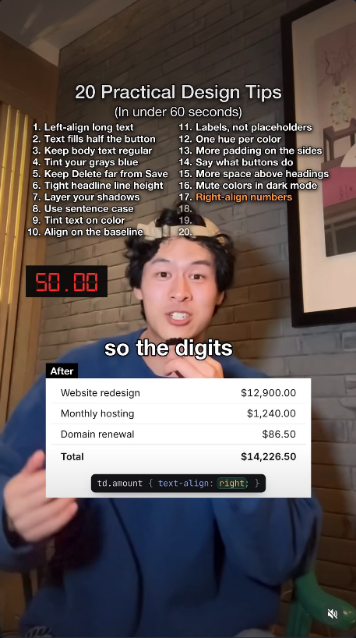 20 Practical Design Tips
(In under 60 seconds)
1. Left-align long text
2. Text fills half the button
3. Keep body text regular
4. Tint your grays blue
5. Keep Delete far from Save
6. Tight headline line height
7. Layer your shadows
8. Use sentence case
9. Tint text on color
10. Align on the baseline
11. Labels, not placeholders
12. One hue per color
13. More padding on the sides
14. Say what buttons do
15. More space above headings
16. Mute colors in dark mode
17. Right-align numbers
18.
19.
20.
50.00
so the digits
After
Website redesign $12,900.00
Monthly hosting $1,240.00
Domain renewal $86.50
Total $14,226.50
td.amount { text-align: right; }